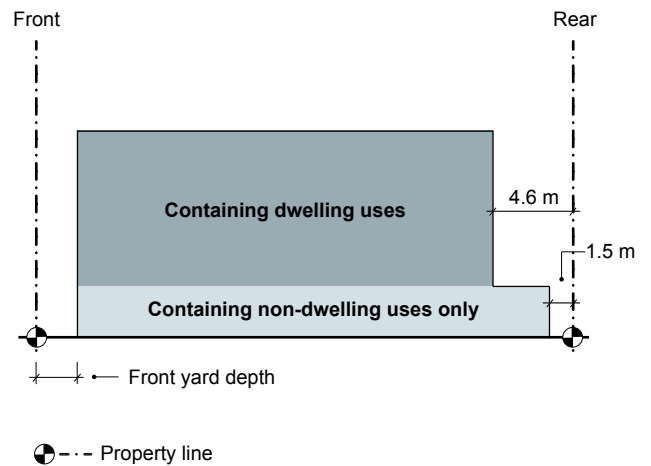 Front
Rear
Containing dwelling uses
4.6 m
1.5 m
Containing non-dwelling uses only
Front yard depth
Property line